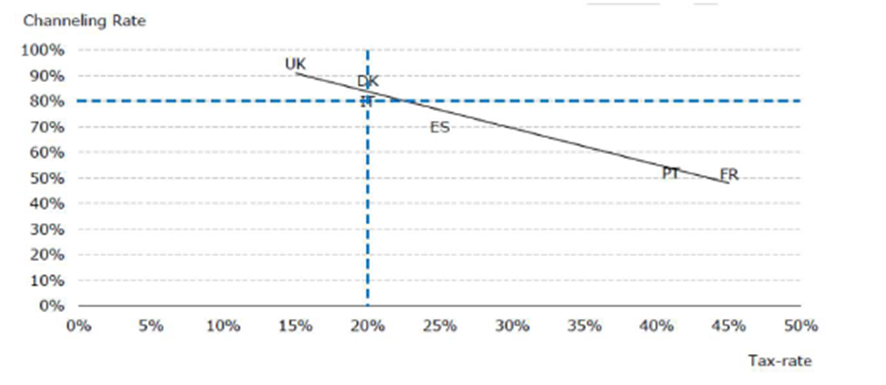 Channeling Rate
100%
90%
80%
70%
60%
50%
40%
30%
20%
10%
0%
UK
DK
IT
ES
PT
FR
0% 5% 10% 15% 20% 25% 30% 35% 40% 45% 50%
Tax-rate